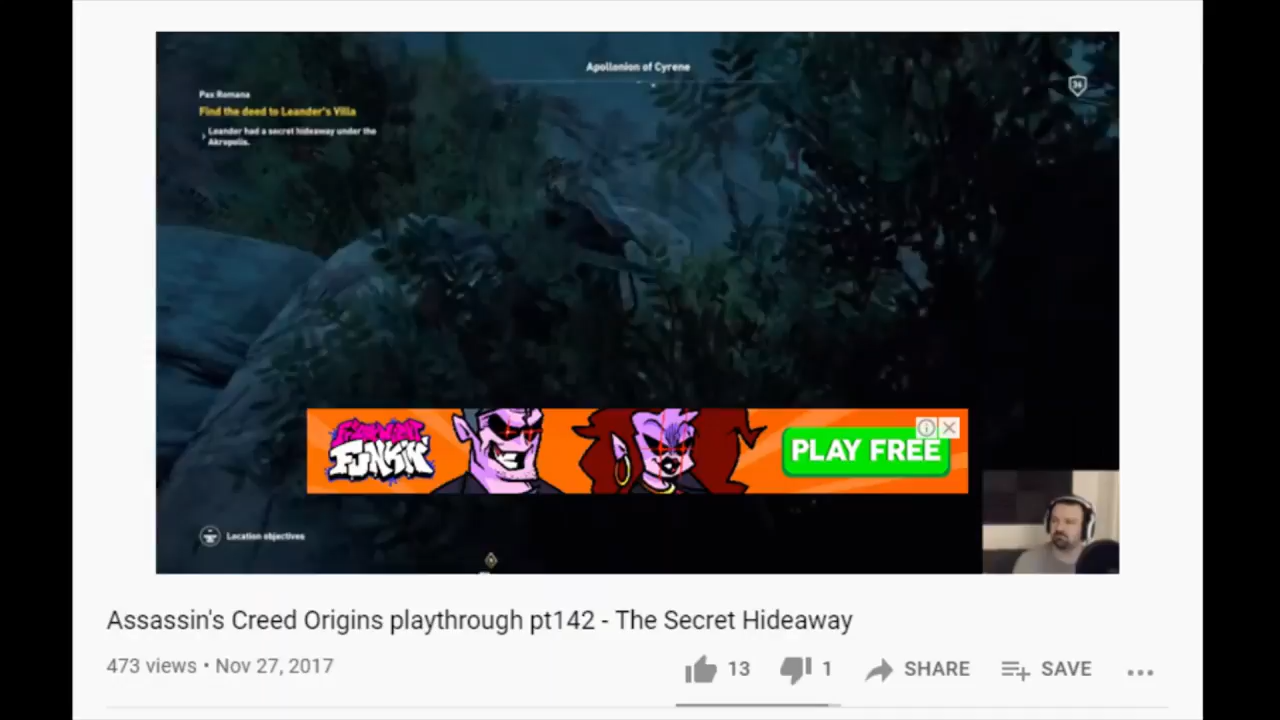 Apollonion of Cyrene
36
Pax Romana
Find the deed to Leander's Villa
Leander had a secret hideaway under the
Akropolis.
FRIDAY NIGHT
FUNKIN'
PLAY FREE
Location objectives
Assassin's Creed Origins playthrough pt142 - The Secret Hideaway
473 views • Nov 27, 2017
13
1
SHARE
SAVE